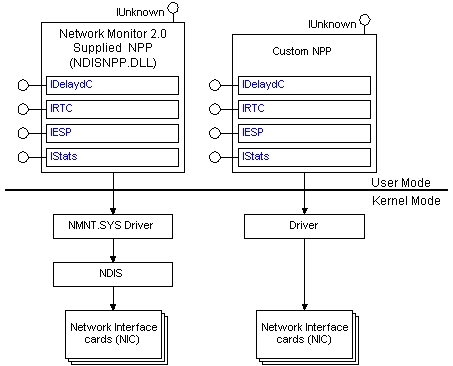 IUnknown
Network Monitor 2.0
Supplied NPP
(NDISNPP.DLL)
IDelaydC
IRTC
IESP
IStats
IUnknown
Custom NPP
IDelaydC
IRTC
IESP
IStats
User Mode
Kernel Mode
NMNT.SYS Driver
NDIS
Network Interface
cards (NIC)
Driver
Network Interface
cards (NIC)